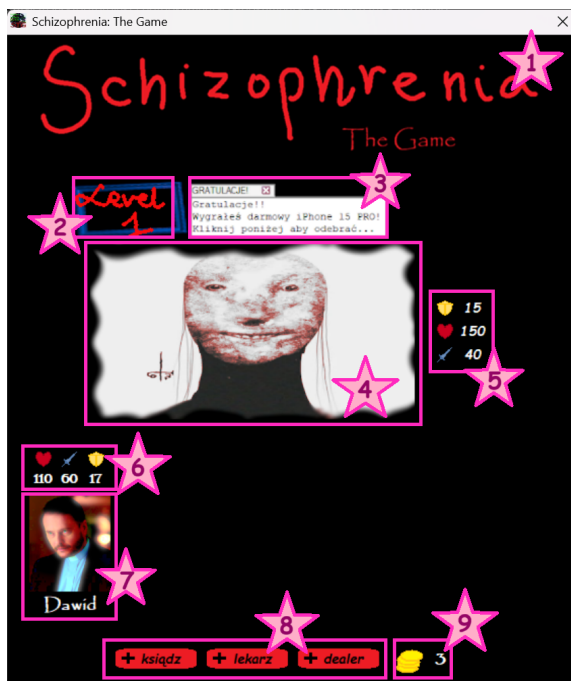 Schizophrenia: The Game
Schizophrenia
The Game
1
2
Level
1
3
GRATULACJE!
Gratulacje!!
Wygrałeś darmowy iPhone 15 PRO!
Kliknij poniżej aby odebrać...
4
15
150
40
5
6
110 60 17
7
Dawid
8
+ ksiądz + lekarz + dealer
9
3